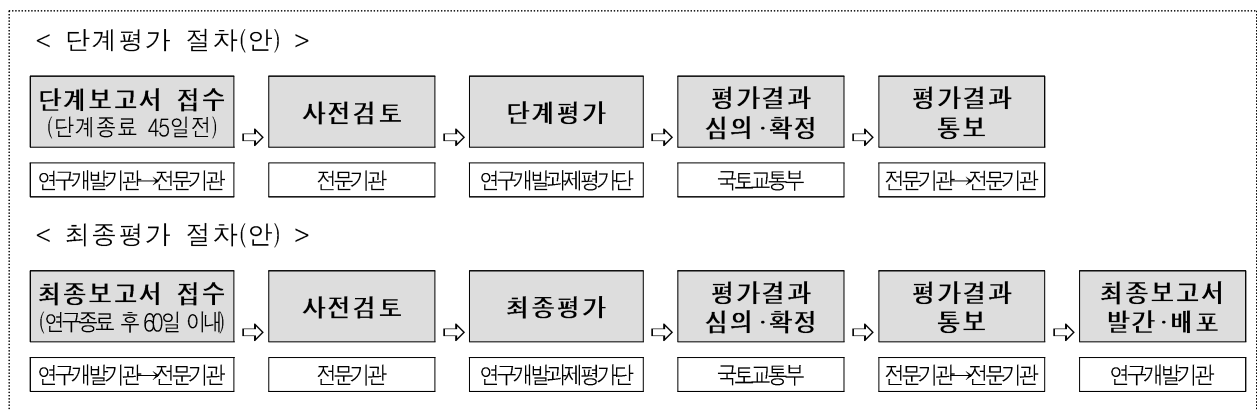 < 단계평가 절차(안) >
단계보고서 접수
(단계종료 45일전)
⇨
사전검토
⇨
단계평가
⇨
평가결과
심의·확정
⇨
평가결과
통보
연구개발기관→전문기관
전문기관
연구개발과제평가단
국토교통부
전문기관→전문기관
< 최종평가 절차(안) >
최종보고서 접수
(연구종료 후 60일 이내)
⇨
사전검토
⇨
최종평가
⇨
평가결과
심의·확정
⇨
평가결과
통보
⇨
최종보고서
발간·배포
연구개발기관→전문기관
전문기관
연구개발과제평가단
국토교통부
전문기관→전문기관
연구개발기관